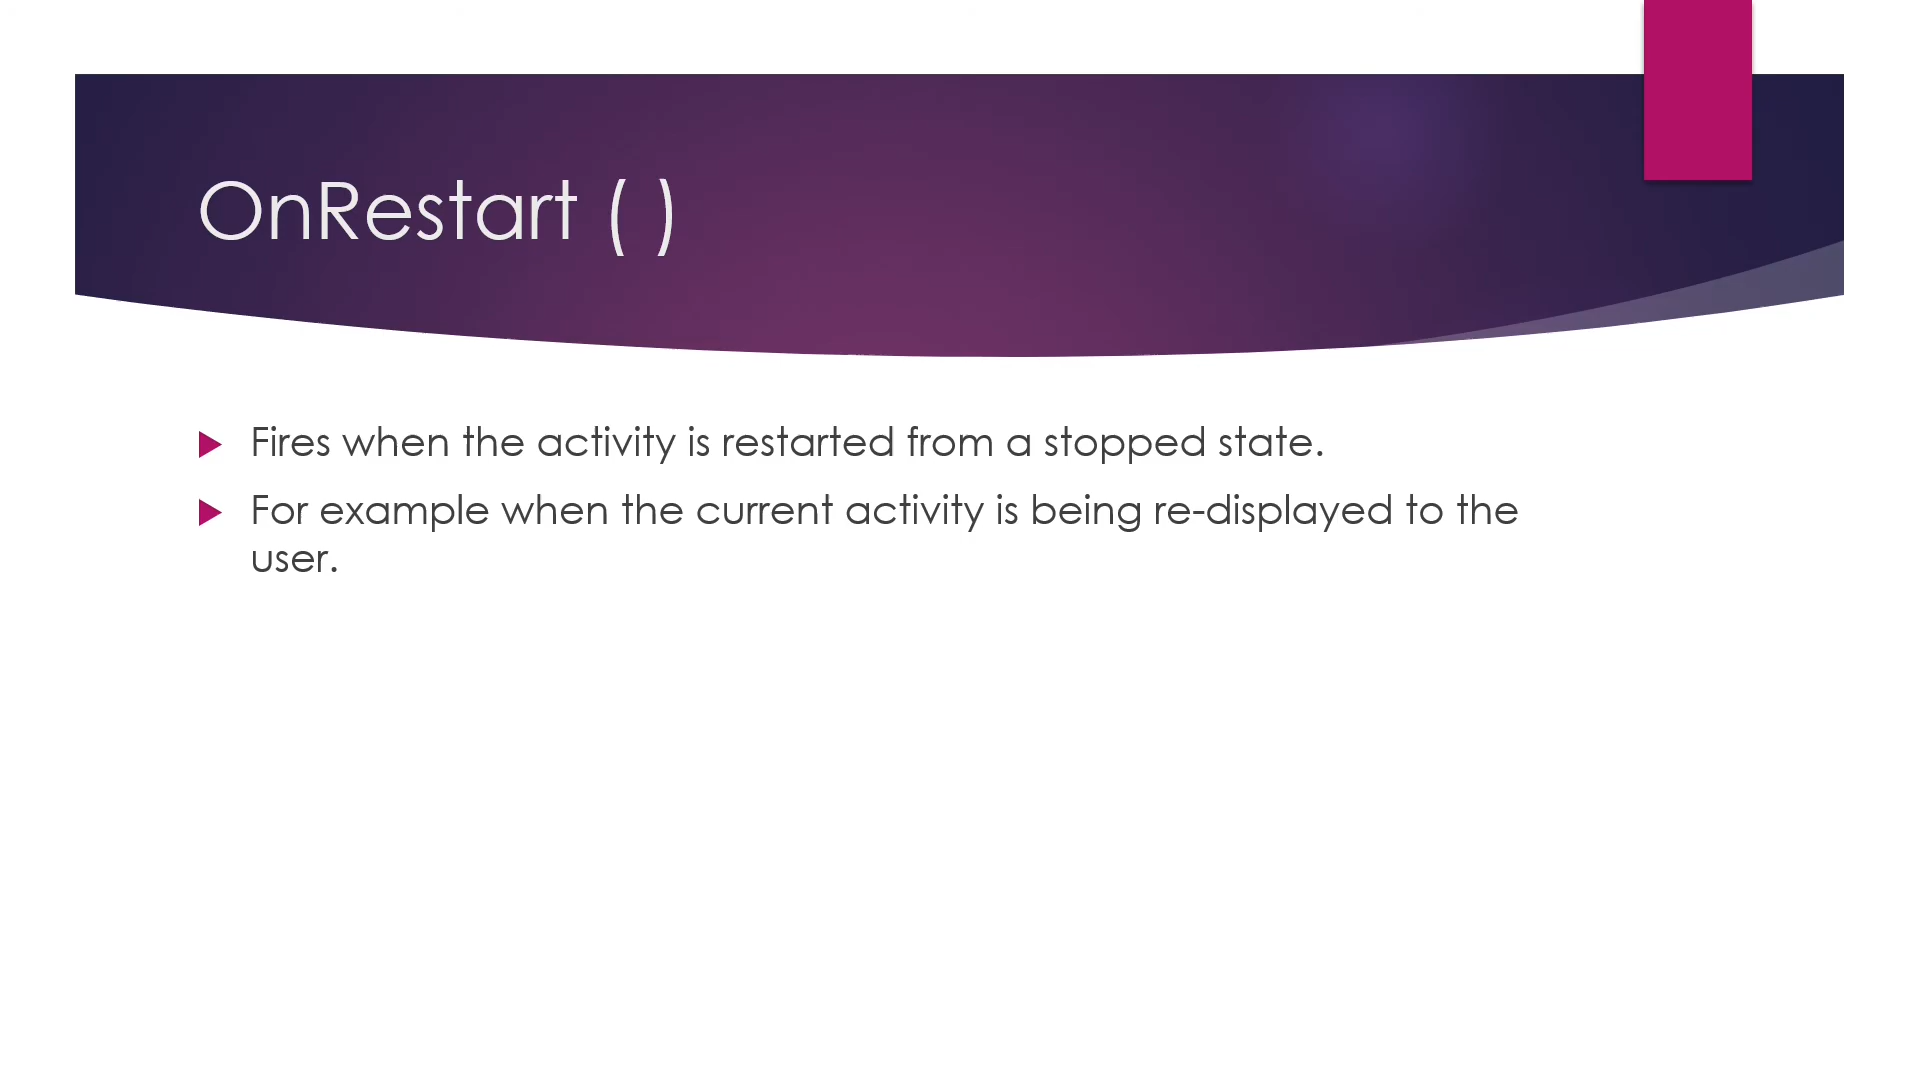 OnRestart ( )
Fires when the activity is restarted from a stopped state.
For example when the current activity is being re-displayed to the
user.